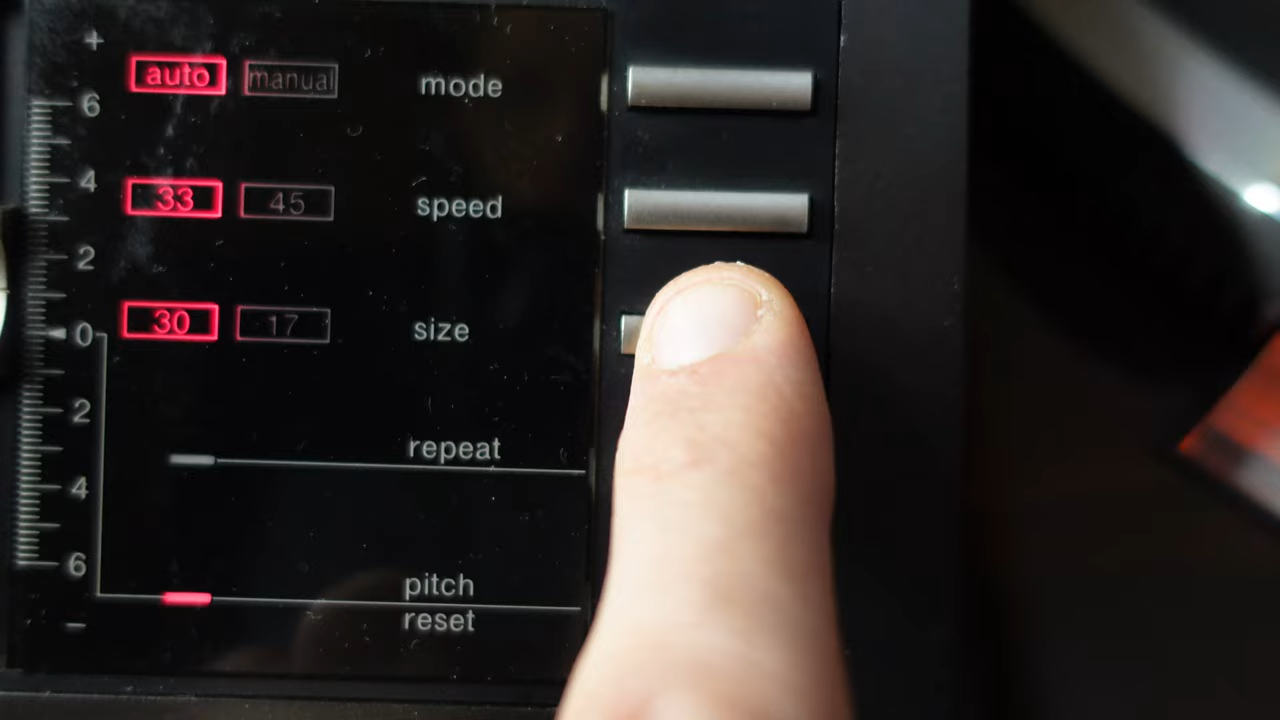 +
auto manual mode
6
4
33 45 speed
2
30 17 size
0
2
repeat
4
6
pitch
reset
−